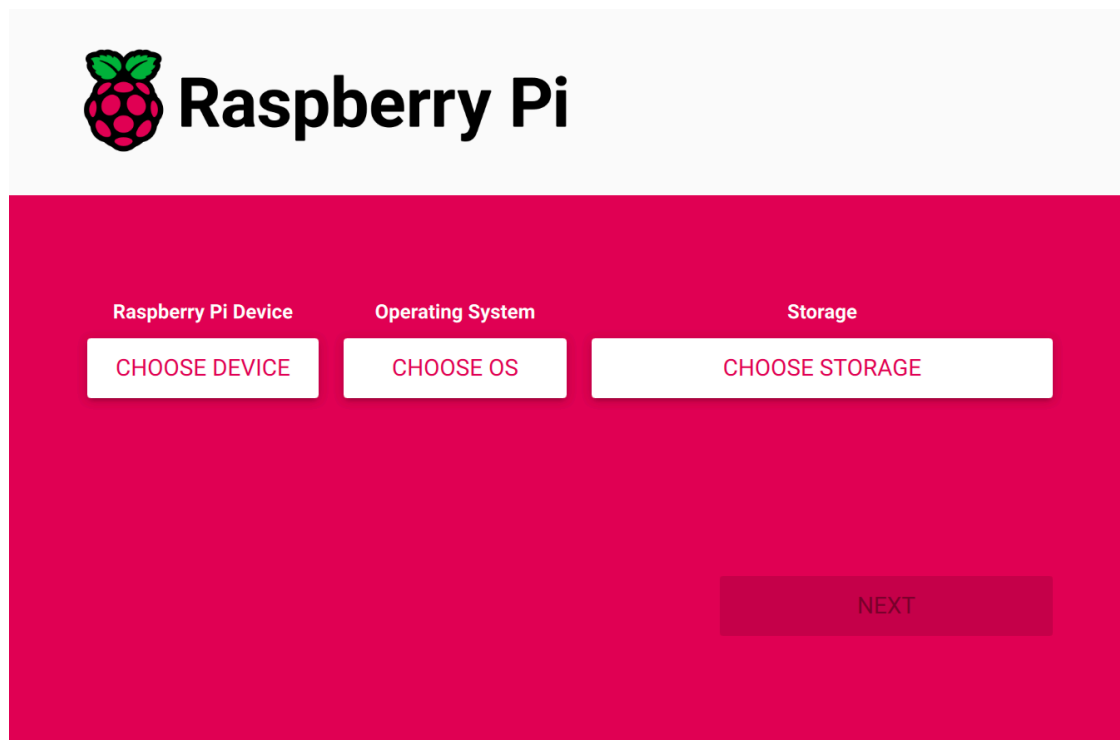 Raspberry Pi
Raspberry Pi Device Operating System Storage
CHOOSE DEVICE CHOOSE OS CHOOSE STORAGE
NEXT